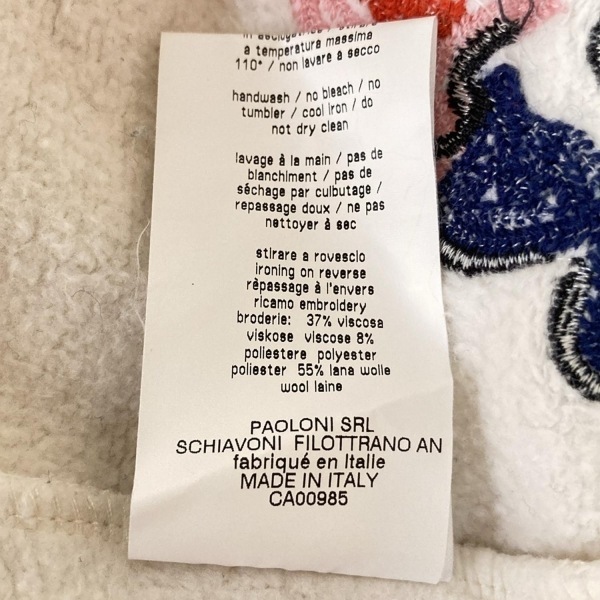 in asciugatrice
a temperatura massima
110° / non lavare a secco
handwash / no bleach / no
tumbler / cool iron / do
not dry clean
lavage à la main / pas de
blanchiment / pas de
séchage par culbutage /
repassage doux / ne pas
nettoyer à sec
stirare a rovescio
ironing on reverse
rèpassage à l'envers
ricamo embroidery
broderie: 37% viscosa
viskose viscose 8%
poliestere polyester
poliester 55% lana wolle
wool laine
PAOLONI SRL
SCHIAVONI FILOTTRANO AN
fabriqué en Italie
MADE IN ITALY
CA00985